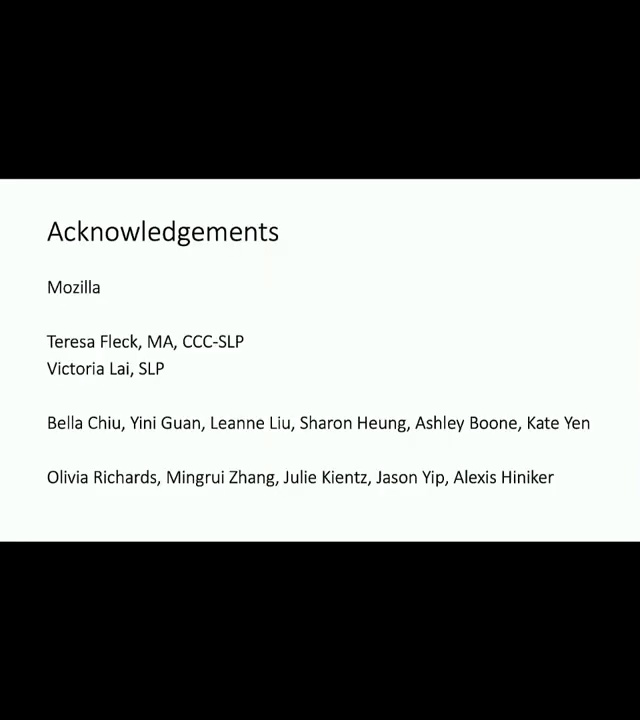 Acknowledgements
Mozilla
Teresa Fleck, MA, CCC-SLP
Victoria Lai, SLP
Bella Chiu, Yini Guan, Leanne Liu, Sharon Heung, Ashley Boone, Kate Yen
Olivia Richards, Mingrui Zhang, Julie Kientz, Jason Yip, Alexis Hiniker